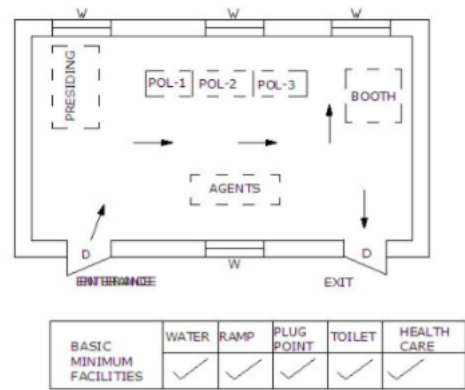 W W W
PRESIDING
POL-1 POL-2 POL-3
BOOTH
AGENTS
D D
W
ENTRANCE EXIT
BASIC MINIMUM FACILITIES
WATER RAMP PLUG POINT TOILET HEALTH CARE